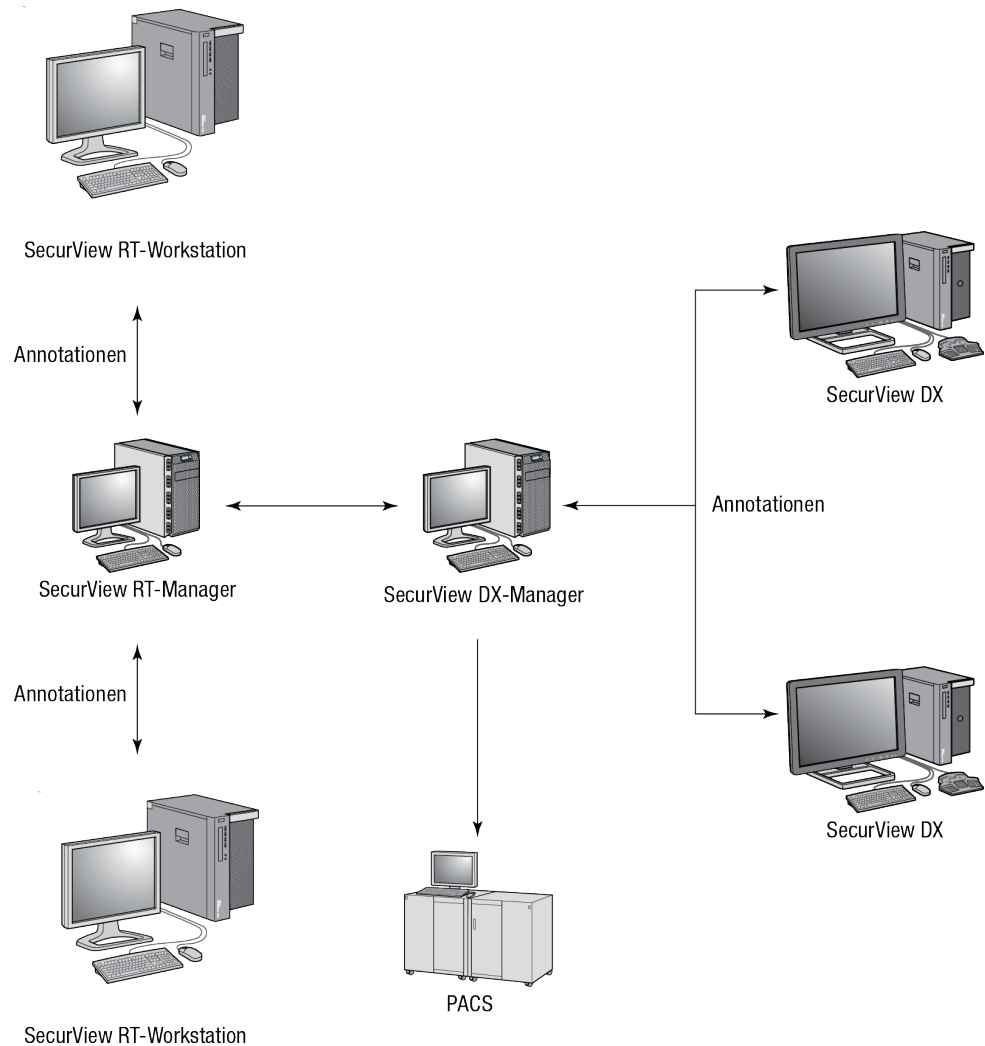 SecurView RT-Workstation
Annotationen
SecurView DX
Annotationen
SecurView RT-Manager
SecurView DX-Manager
Annotationen
SecurView DX
PACS
SecurView RT-Workstation